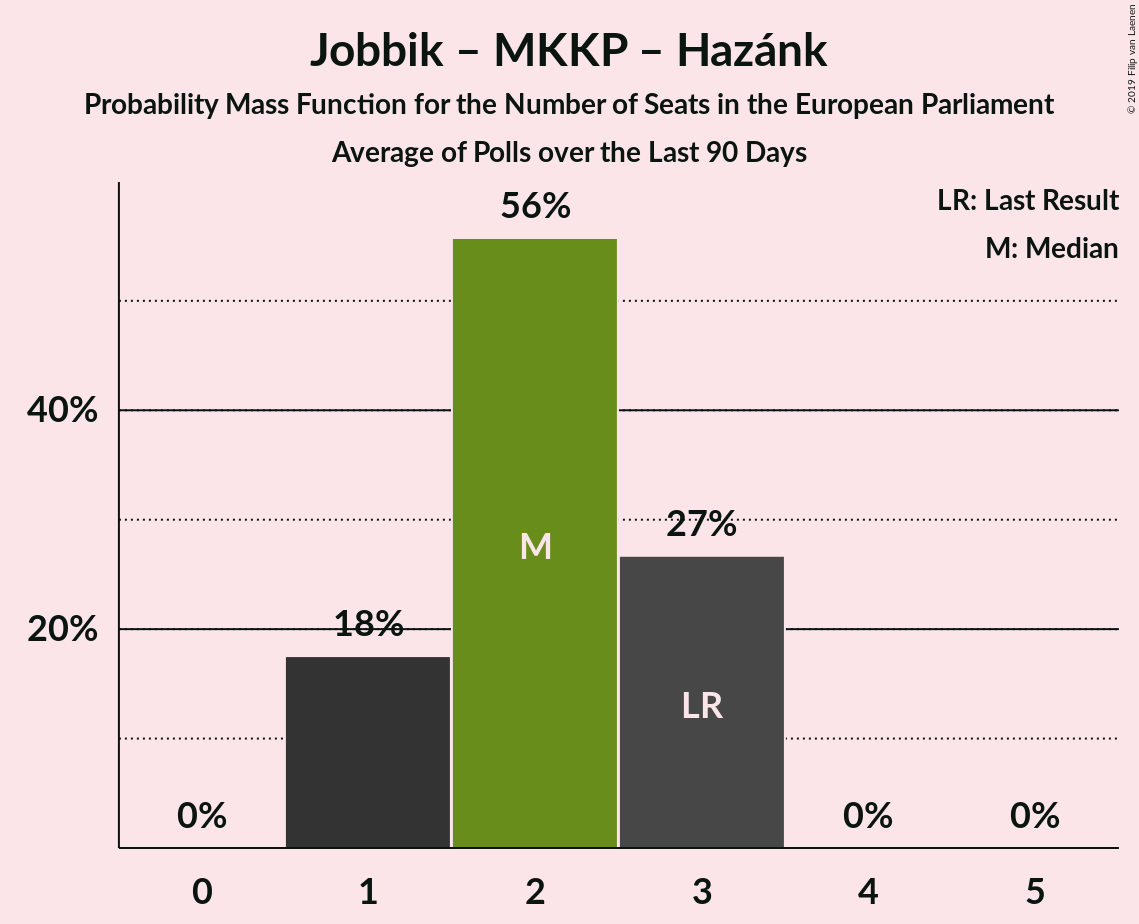 Jobbik – MKKP – Hazánk
Probability Mass Function for the Number of Seats in the European Parliament
Average of Polls over the Last 90 Days
© 2019 Filip van Laenen
LR: Last Result
M: Median
56%
40%
27%
M
20%
18%
LR
0%
0%
0%
0
1
2
3
4
5